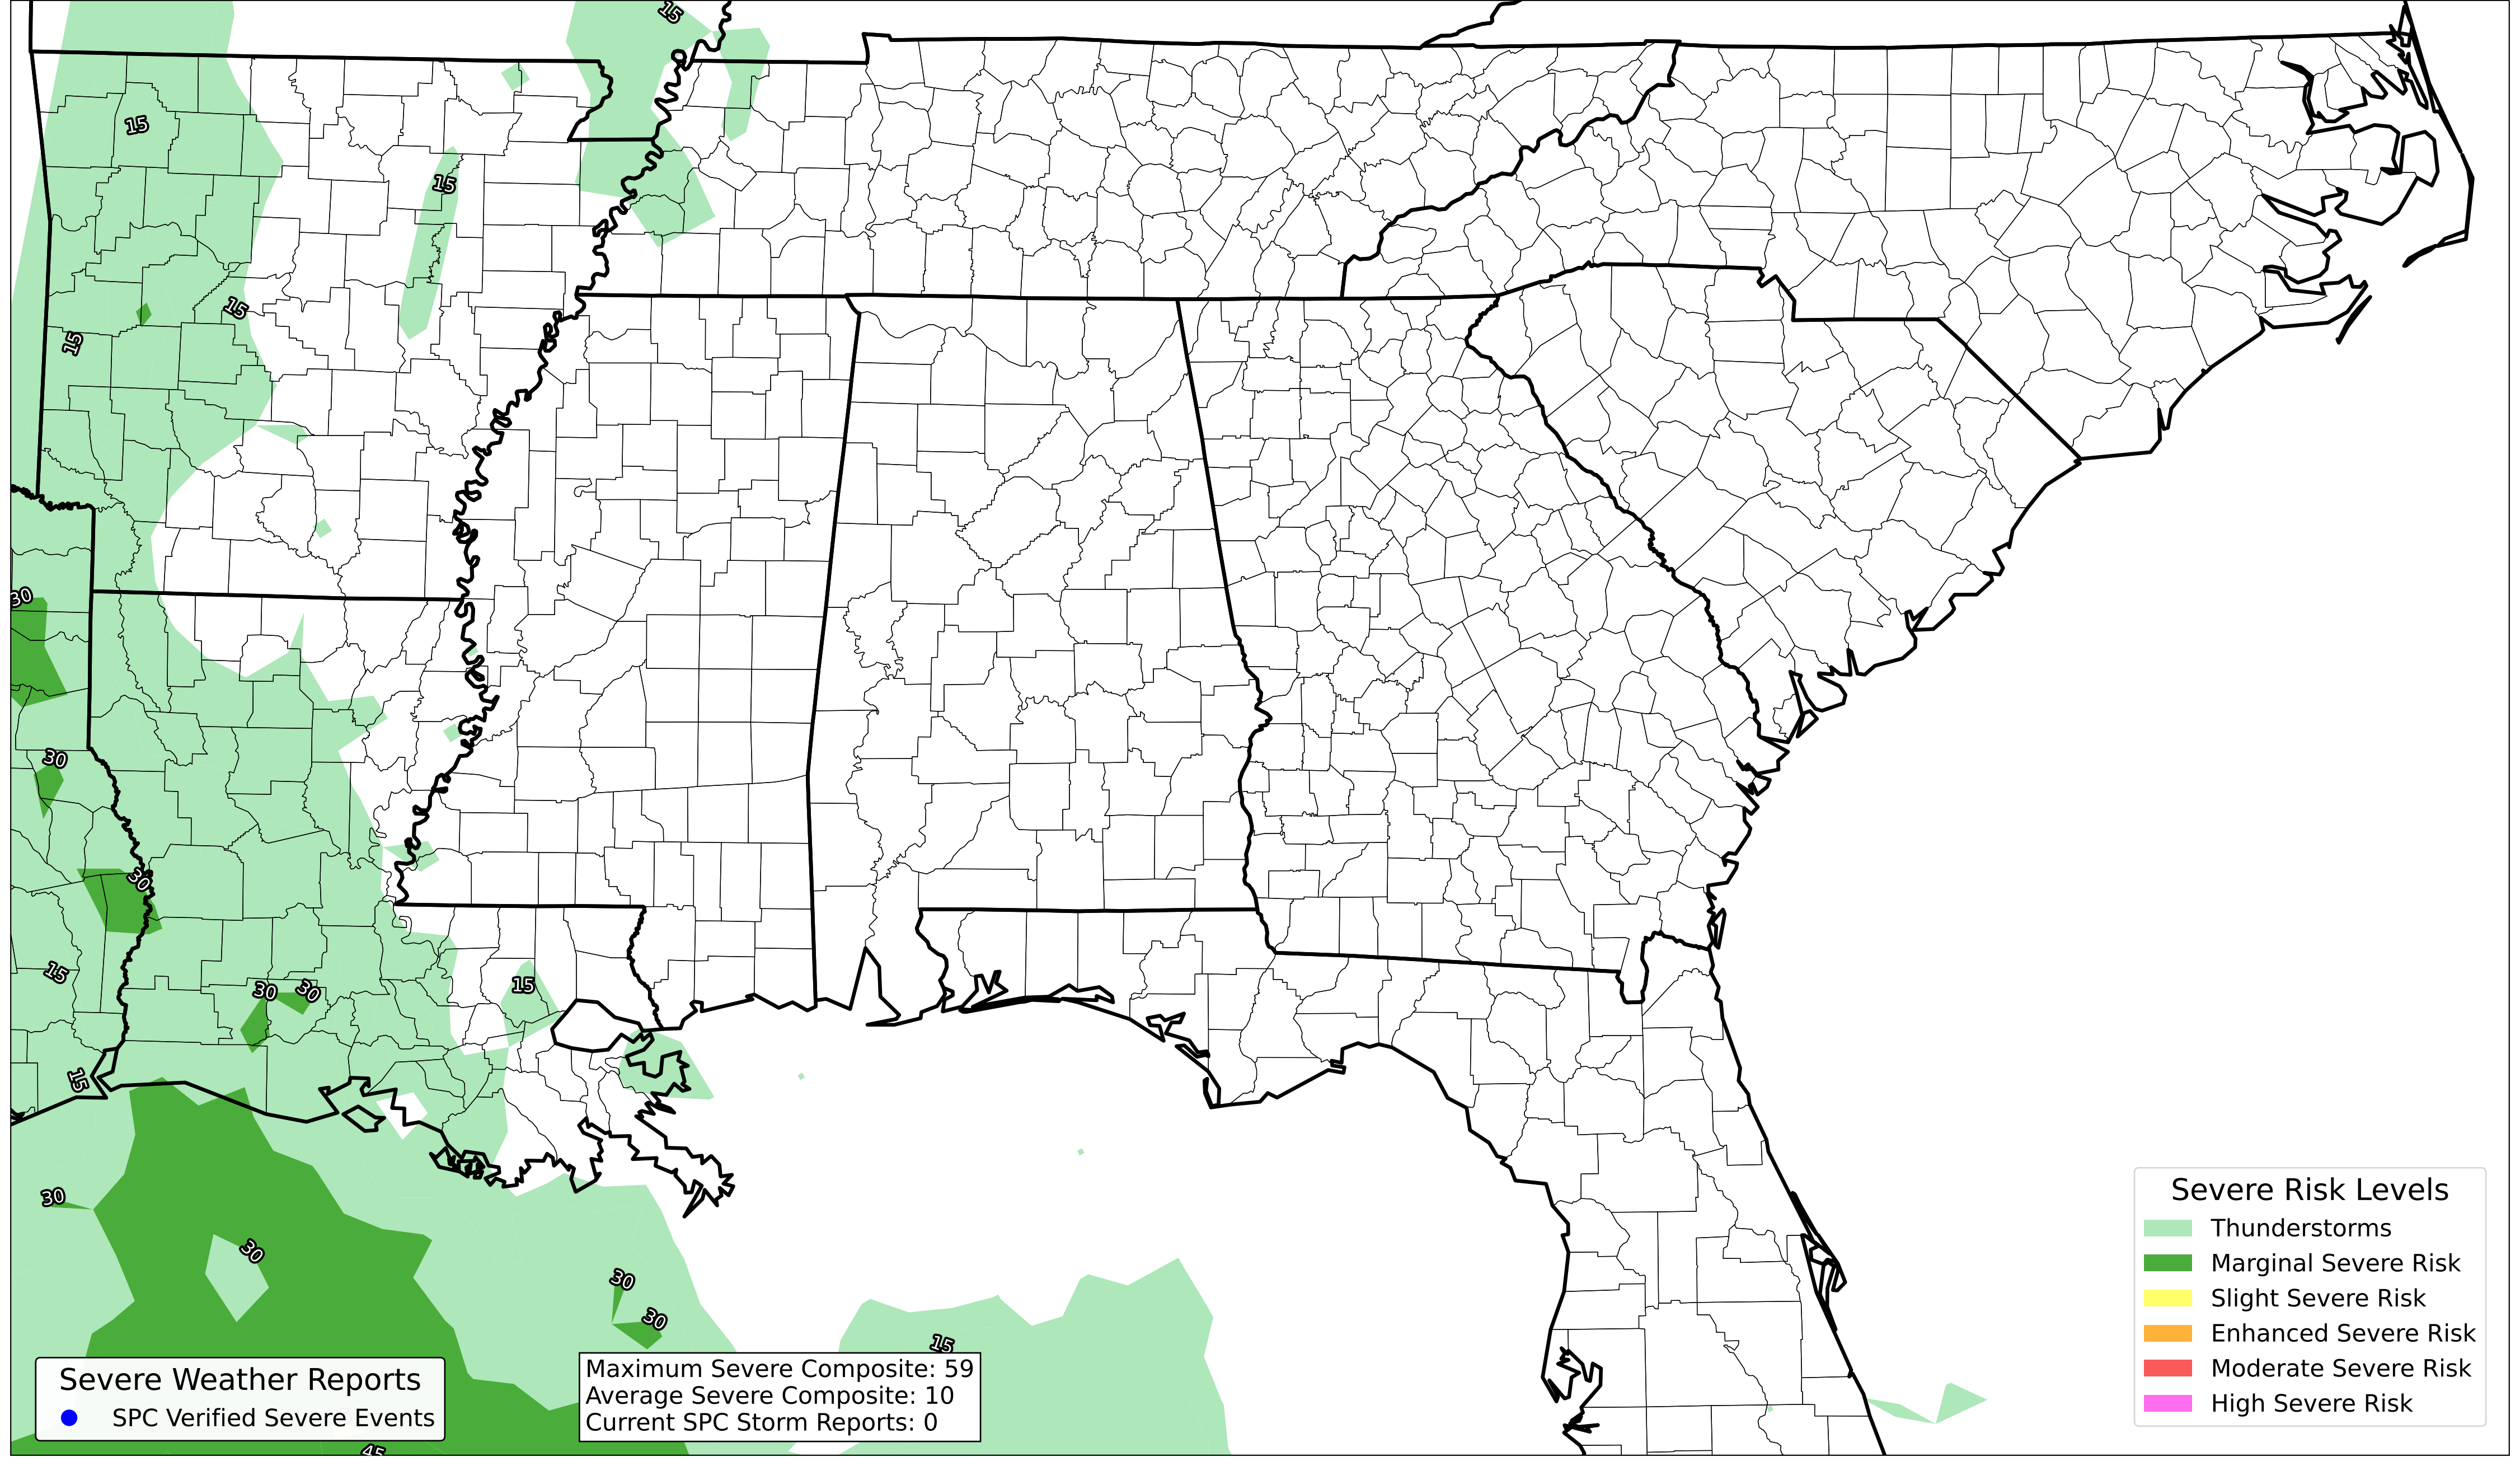 15
15
15
15
15
30
30
30
15
30
30
15
15
30
30
30
30
15
45
Severe Weather Reports
SPC Verified Severe Events
Maximum Severe Composite: 59
Average Severe Composite: 10
Current SPC Storm Reports: 0
Severe Risk Levels
Thunderstorms
Marginal Severe Risk
Slight Severe Risk
Enhanced Severe Risk
Moderate Severe Risk
High Severe Risk